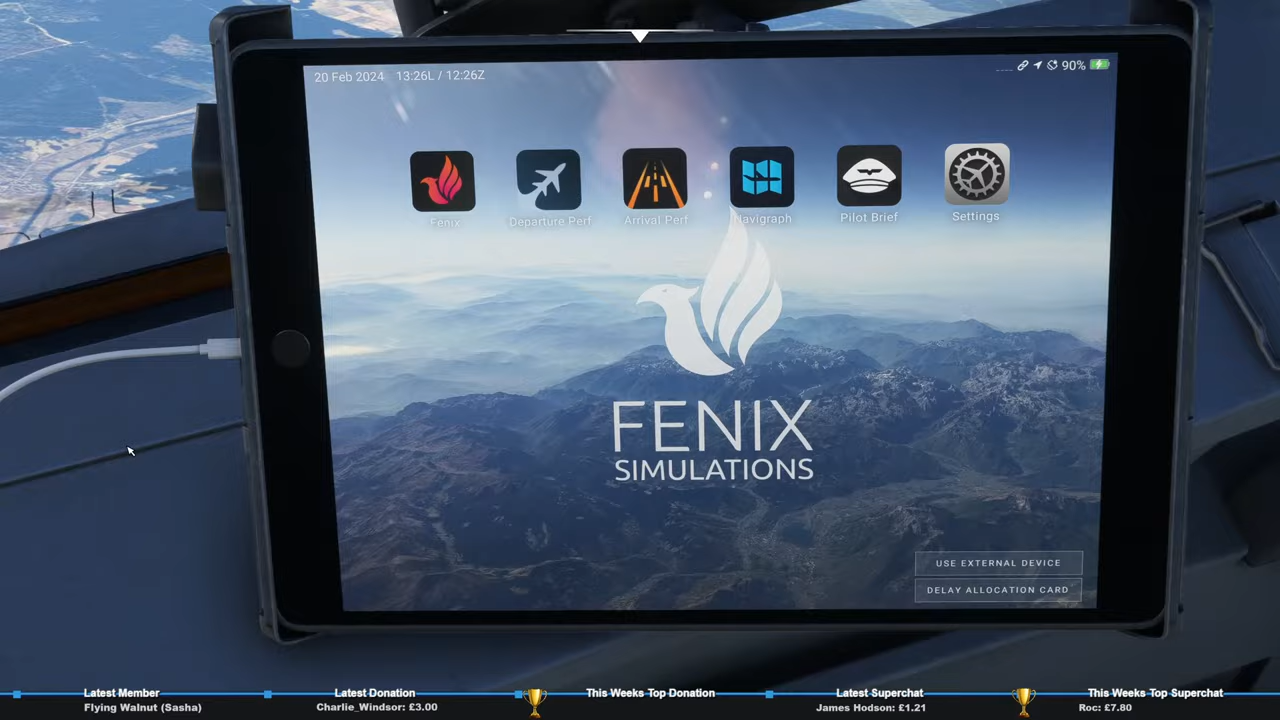 20 Feb 2024 13:26L / 12:26Z
90%
Fenix
Departure Perf
Arrival Perf
Navigraph
Pilot Brief
Settings
FENIX
SIMULATIONS
USE EXTERNAL DEVICE
DELAY ALLOCATION CARD
Latest Member
Flying Walnut (Sasha)
Latest Donation
Charlie_Windsor: £3.00
This Weeks Top Donation
Latest Superchat
James Hodson: £1.21
This Weeks Top Superchat
Roc: £7.80